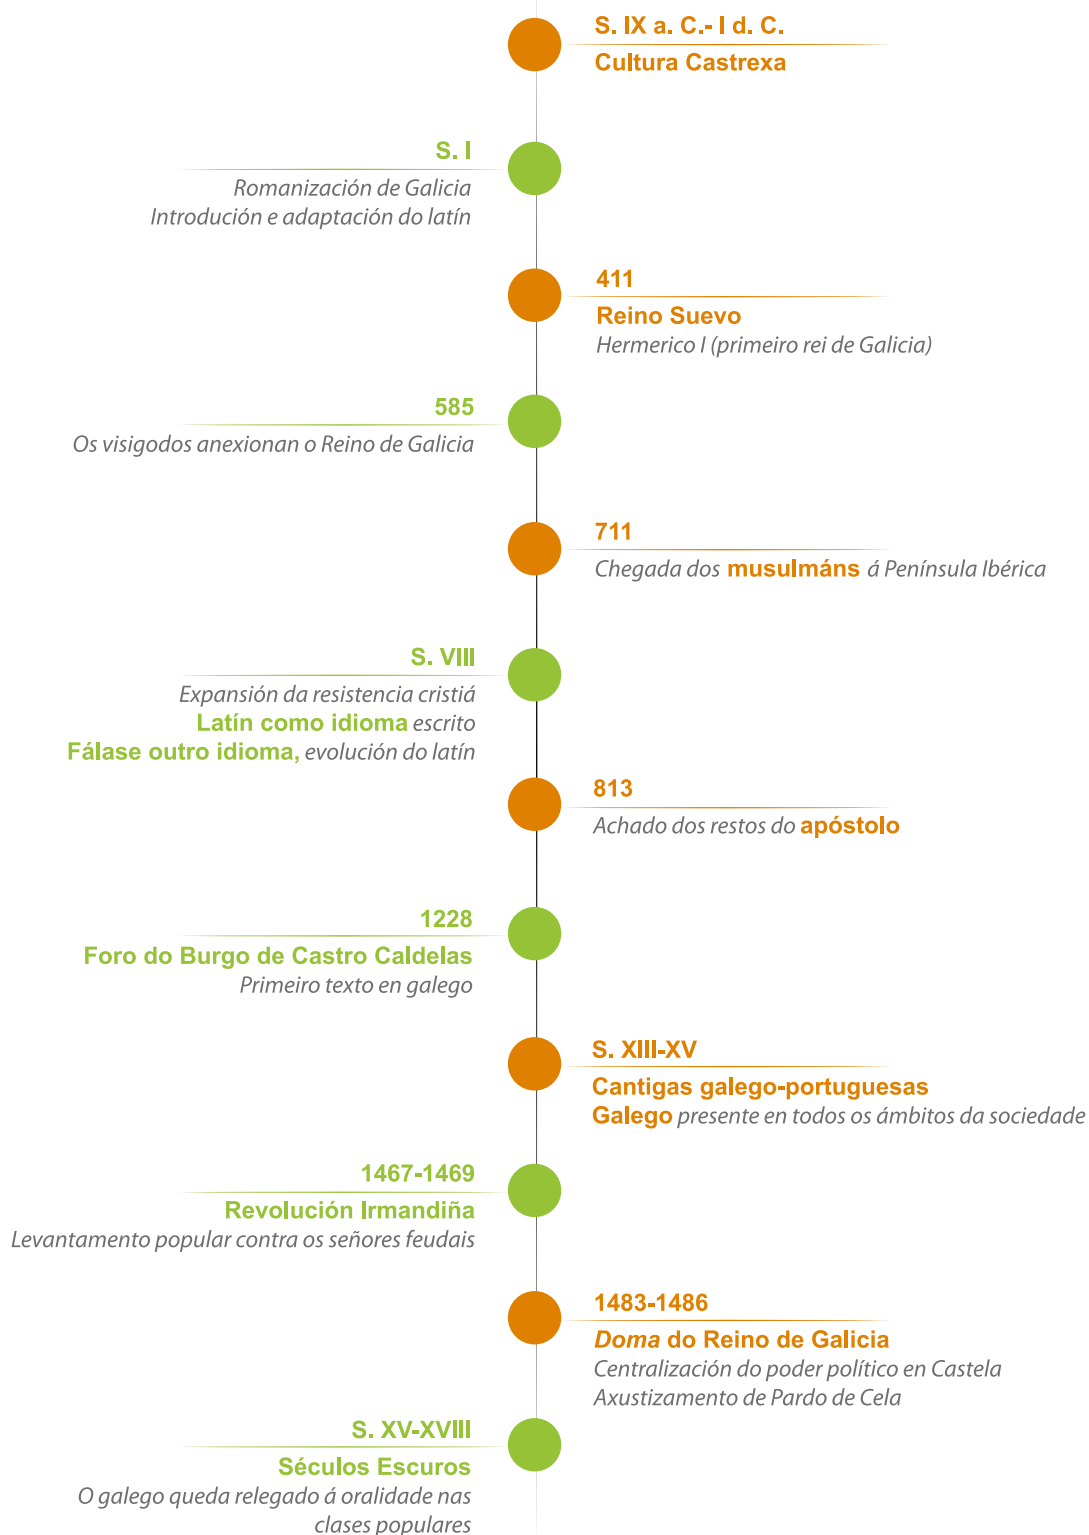 S. IX a. C.- I d. C.
Cultura Castrexa
S. I
Romanización de Galicia
Introdución e adaptación do latín
411
Reino Suevo
Hermerico I (primeiro rei de Galicia)
585
Os visigodos anexionan o Reino de Galicia
711
Chegada dos musulmáns á Península Ibérica
S. VIII
Expansión da resistencia cristiá
Latín como idioma escrito
Fálase outro idioma, evolución do latín
813
Achado dos restos do apóstolo
1228
Foro do Burgo de Castro Caldelas
Primeiro texto en galego
S. XIII-XV
Cantigas galego-portuguesas
Galego presente en todos os ámbitos da sociedade
1467-1469
Revolución Irmandiña
Levantamento popular contra os señores feudais
1483-1486
Doma do Reino de Galicia
Centralización do poder político en Castela
Axustizamento de Pardo de Cela
S. XV-XVIII
Séculos Escuros
O galego queda relegado á oralidade nas
clases populares